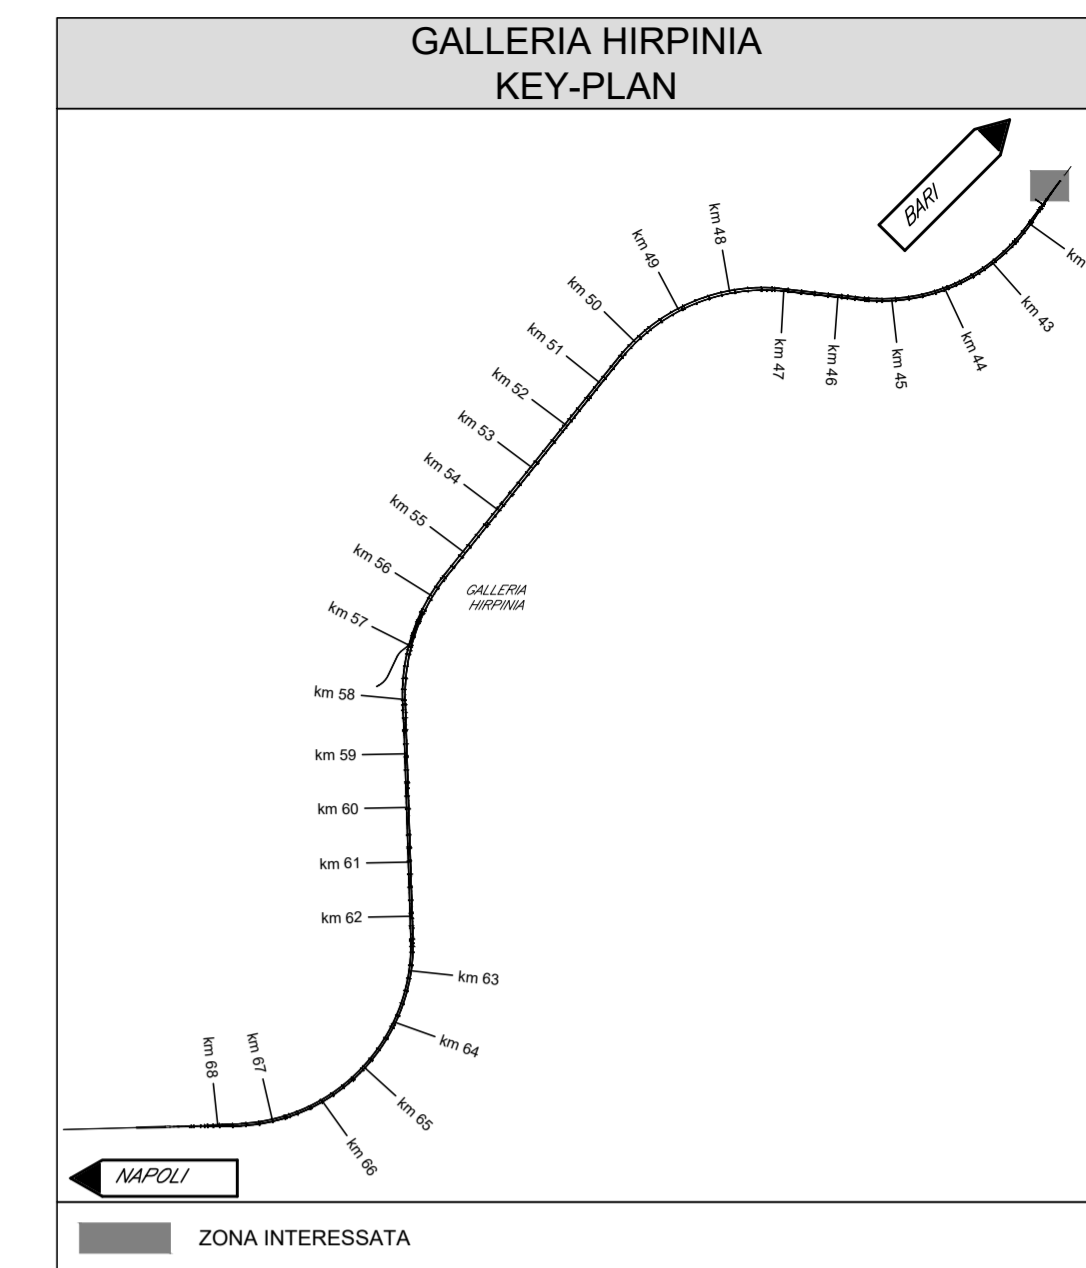 GALLERIA HIRPINIA
KEY-PLAN
BARI
km
km 43
km 44
km 45
km 46
km 47
km 48
km 49
km 50
km 51
km 52
km 53
km 54
km 55
km 56
GALLERIA
HIRPINIA
km 57
km 58
km 59
km 60
km 61
km 62
km 63
km 64
km 65
km 66
km 67
km 68
NAPOLI
ZONA INTERESSATA